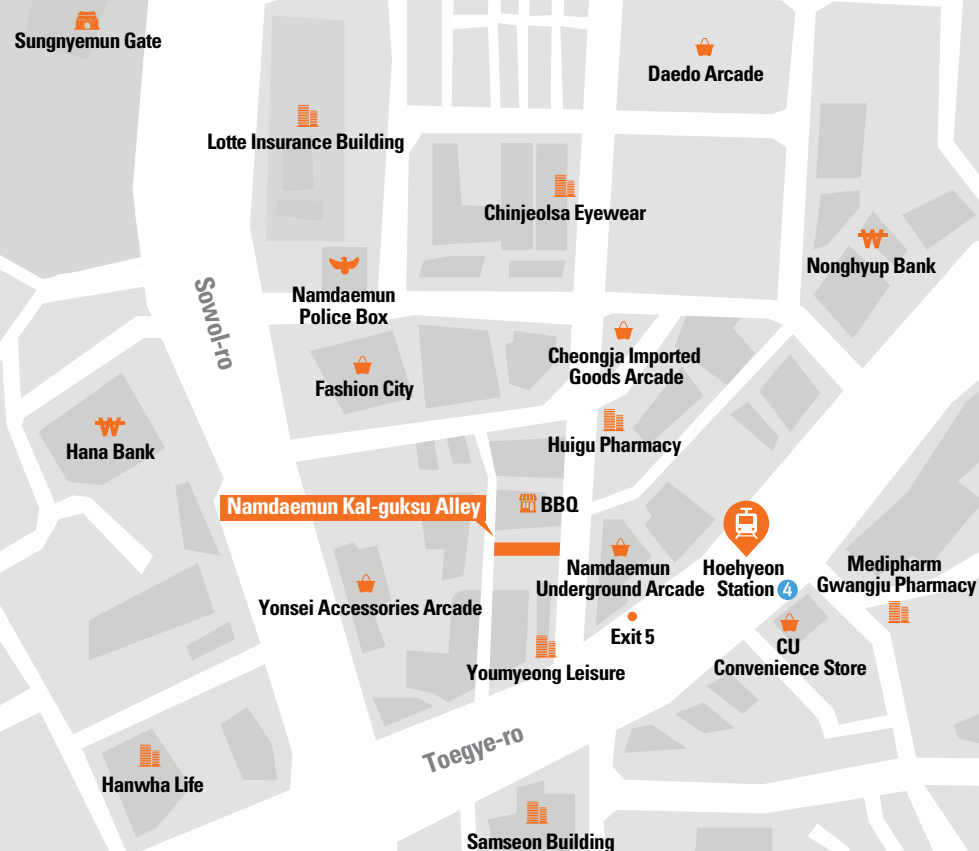 Sungnyemun Gate
Daedo Arcade
Lotte Insurance Building
Chinjeolsa Eyewear
Nonghyup Bank
Sowol-ro
Namdaemun
Police Box
Cheongja Imported
Goods Arcade
Fashion City
Hana Bank
Huigu Pharmacy
Namdaemun Kal-guksu Alley
BBQ
Namdaemun
Underground Arcade
Hoehyeon
Station 4
Medipharm
Gwangju Pharmacy
Yonsei Accessories Arcade
Exit 5
CU
Convenience Store
Youmyeong Leisure
Toegye-ro
Hanwha Life
Samseon Building